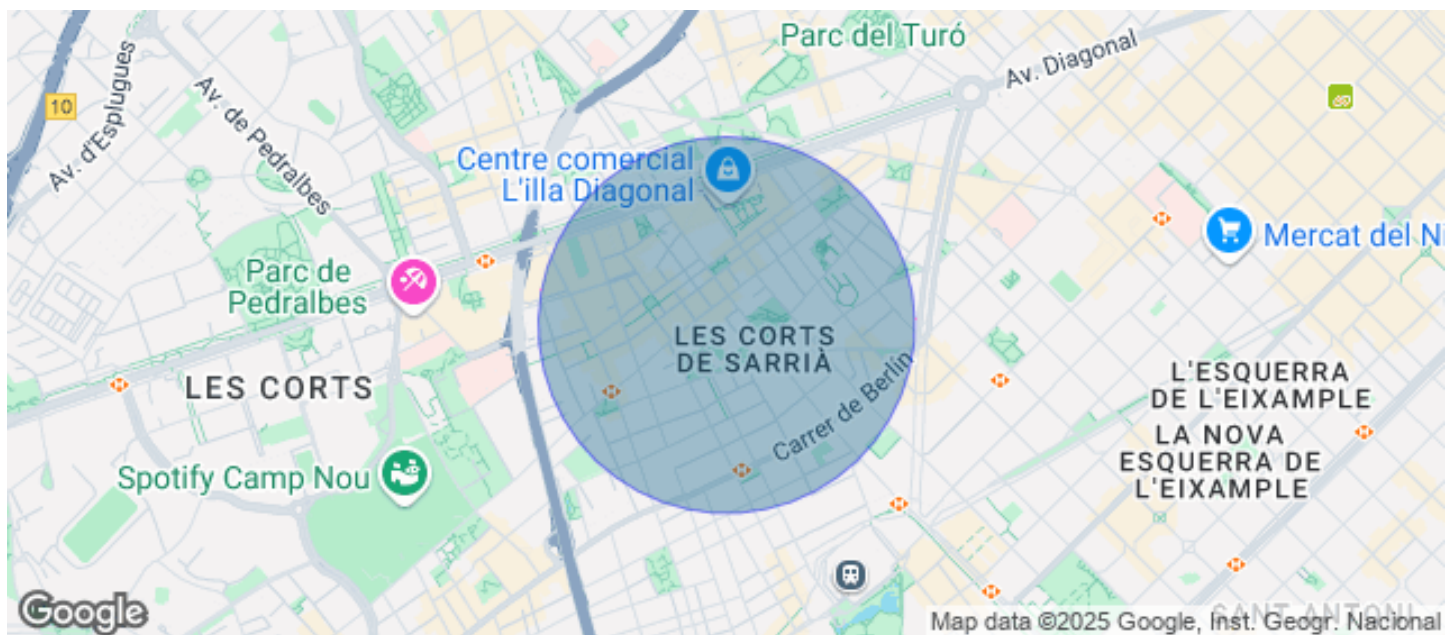 Parc del Turó
Av. Diagonal
10
Av. d'Esplugues
Av. de Pedralbes
Centre comercial
L'illa Diagonal
Mercat del Ni
Parc de
Pedralbes
LES CORTS
DE SARRIÀ
LES CORTS
Carrer de Berlín
L'ESQUERRA
DE L'EIXAMPLE
LA NOVA
ESQUERRA DE
L'EIXAMPLE
Spotify Camp Nou
SANT ANTONI
Google
Map data ©2025 Google, Inst. Geogr. Nacional